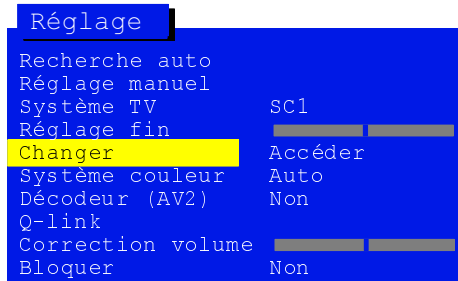 Réglage
Recherche auto
Réglage manuel
Système TV SC1
Réglage fin
Changer Accéder
Système couleur Auto
Décodeur (AV2) Non
Q-link
Correction volume
Bloquer Non